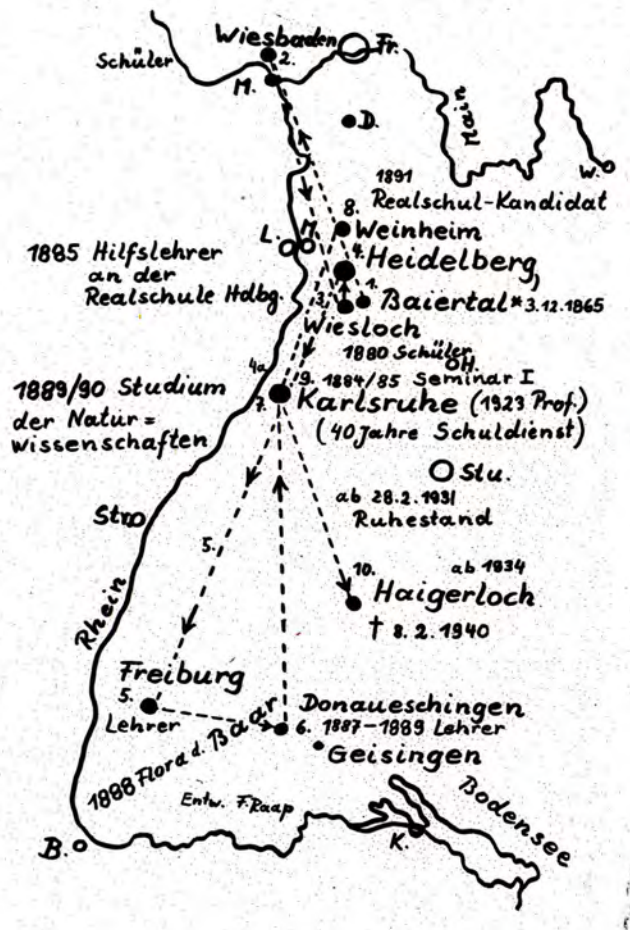 Wiesbaden
2.
Fr.
Schüler
M.
D.
Main
W.
1891
Realschul-Kandidat
8.
Weinheim
L.
M.
1885 Hilfslehrer
an der
Realschule Hdbg.
4.
Heidelberg
1.
Baiertal * 3.12.1865
3.
Wiesloch
1880 Schüler
H.
4a
9. 1884/85 Seminar I
7.
Karlsruhe (1923 Prof.)
(40 Jahre Schuldienst)
1889/90 Studium
der Natur=
wissenschaften
Stu.
ab 28.2.1931
Ruhestand
Str.
5.
10.
ab 1934
Haigerloch
† 8.2.1940
Rhein
Freiburg
5.
Lehrer
Donaueschingen
6. 1887-1889 Lehrer
Geisingen
1888 Flora d. Baar
Entw. F. Raap
Bodensee
K.
B.